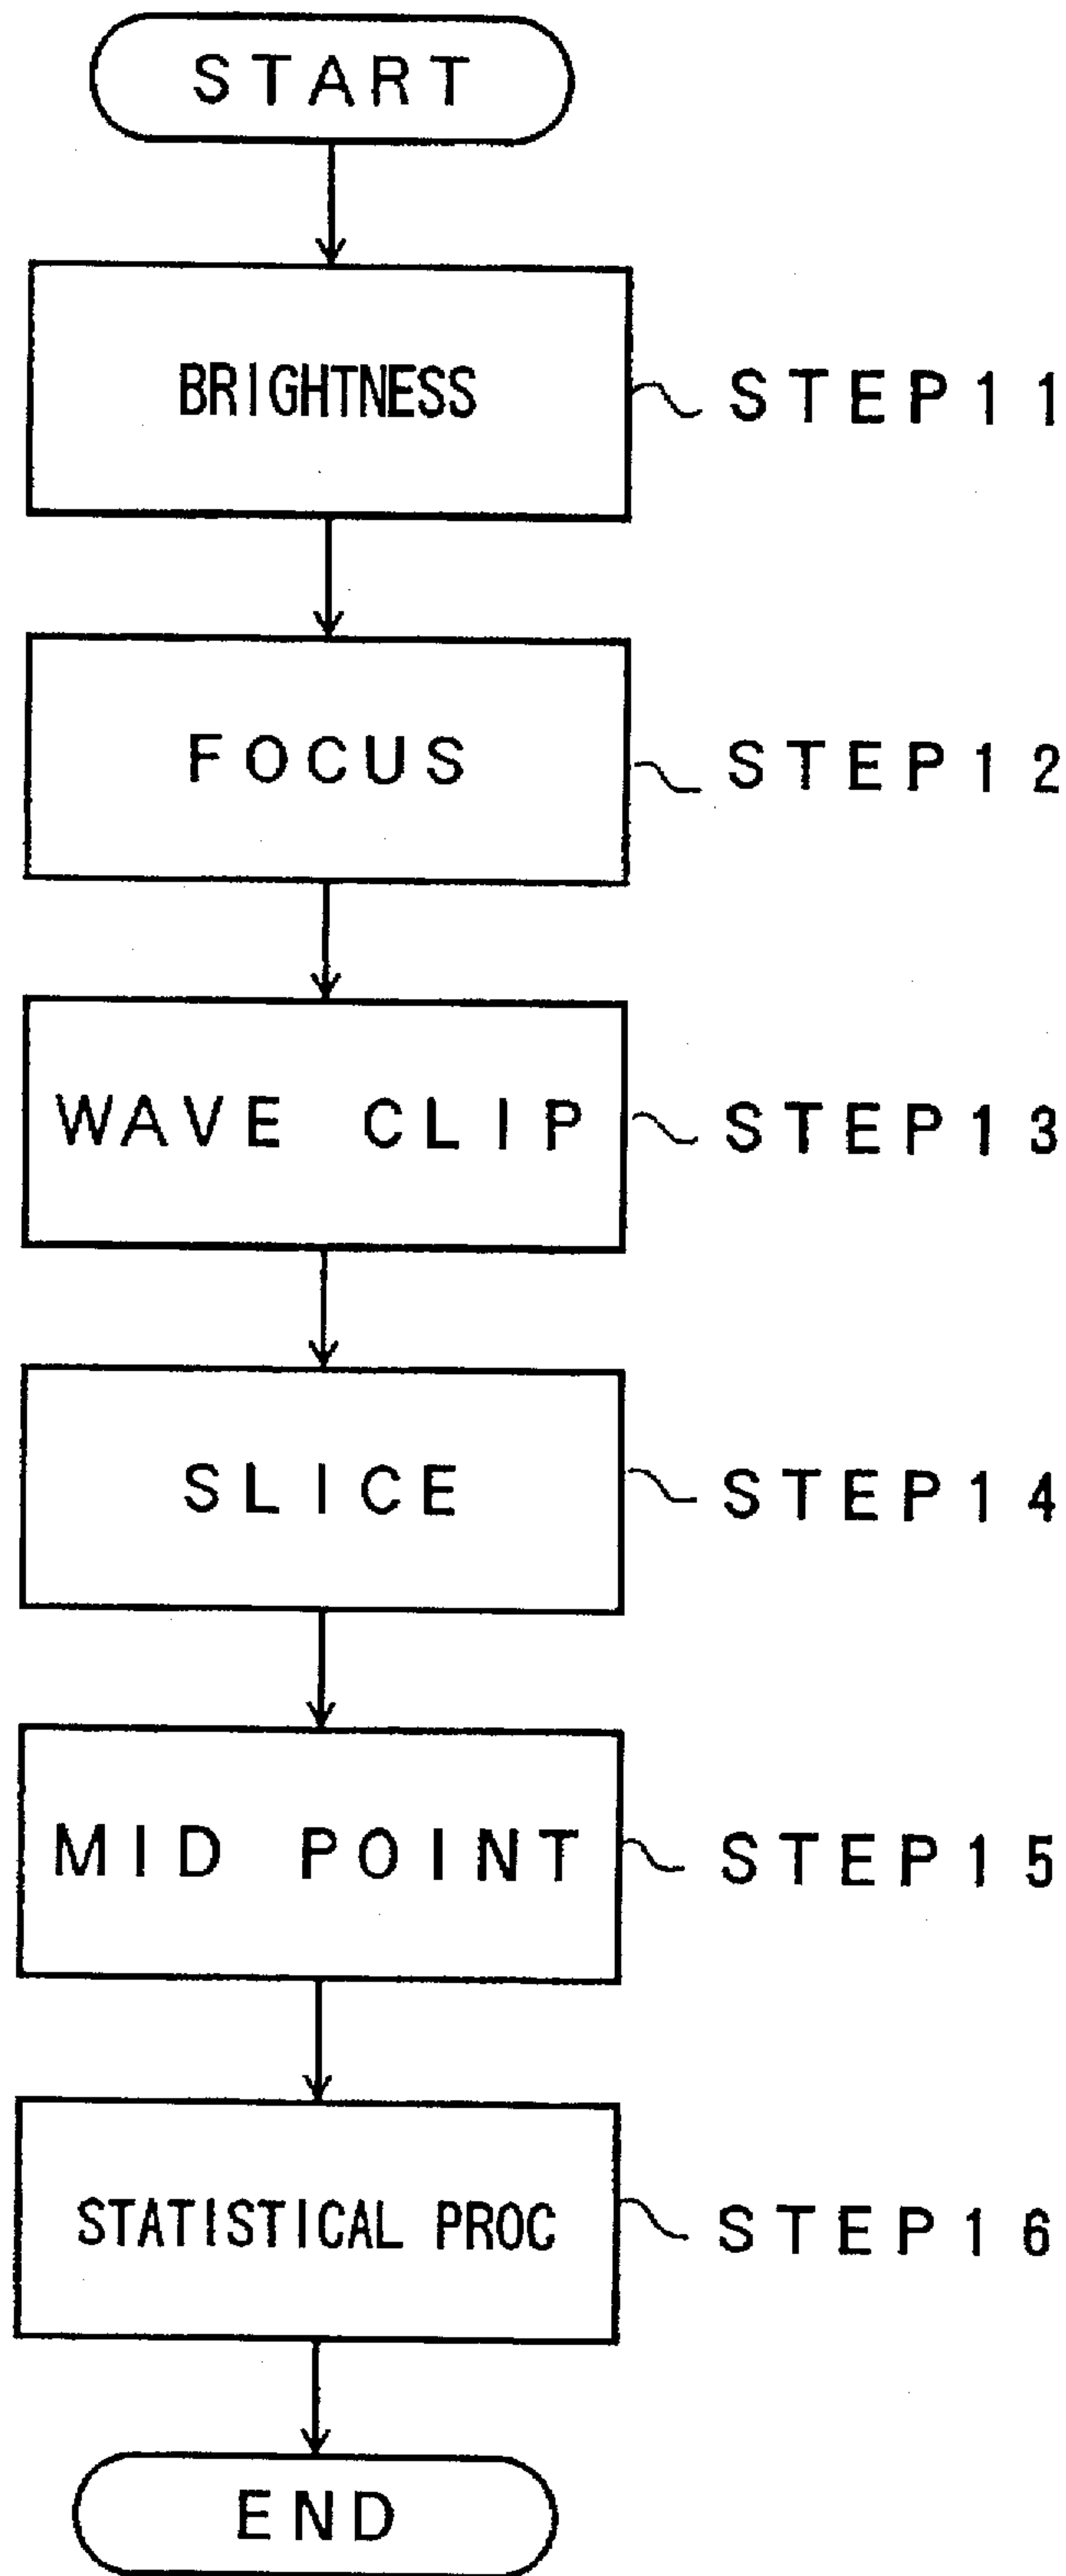 START
BRIGHTNESS STEP11
FOCUS STEP12
WAVE CLIP STEP13
SLICE STEP14
MID POINT STEP15
STATISTICAL PROC STEP16
END